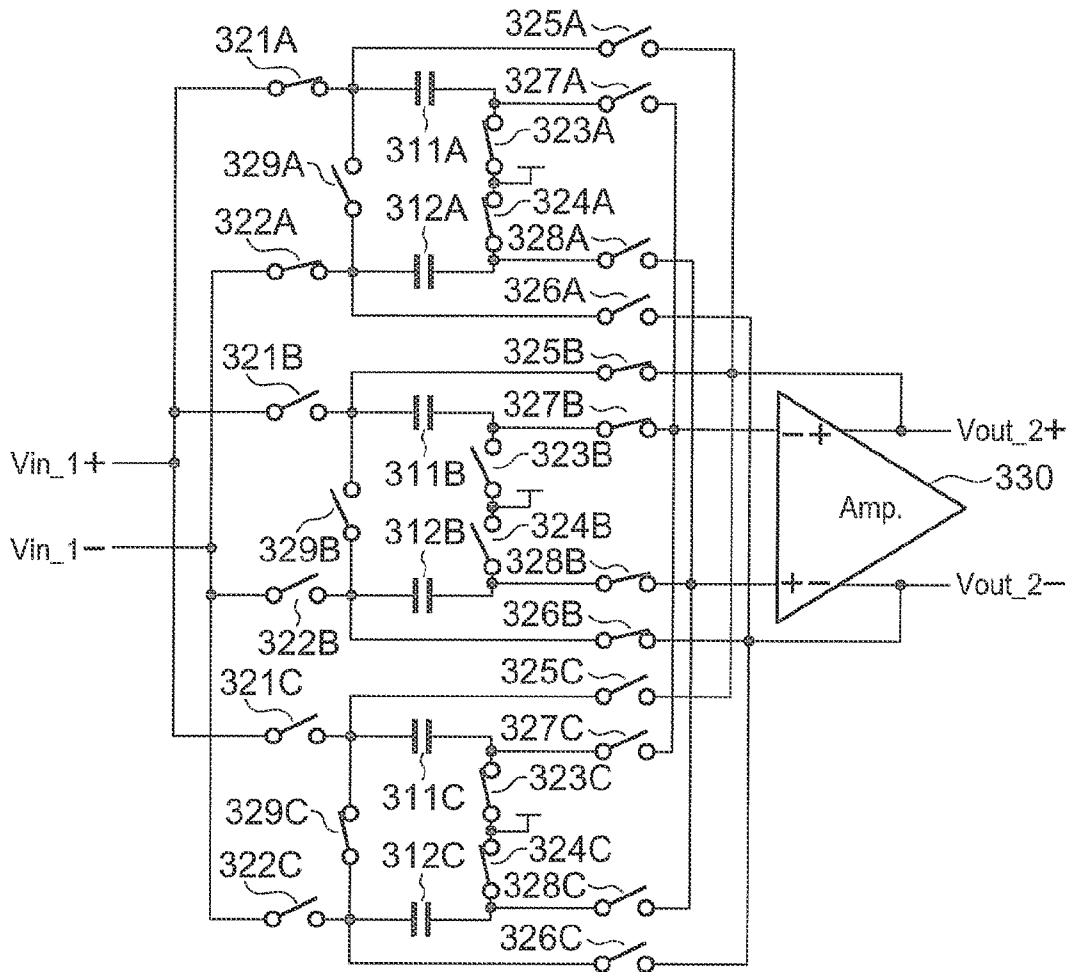 325A
321A
327A
323A
311A
329A
312A
324A
322A
328A
326A
321B
325B
327B
Vin_1+
311B
323B
- +
Vout_2+
330
Amp.
Vin_1-
329B
312B
324B
328B
+ -
Vout_2-
322B
326B
321C
325C
327C
311C
323C
329C
312C
324C
322C
328C
326C